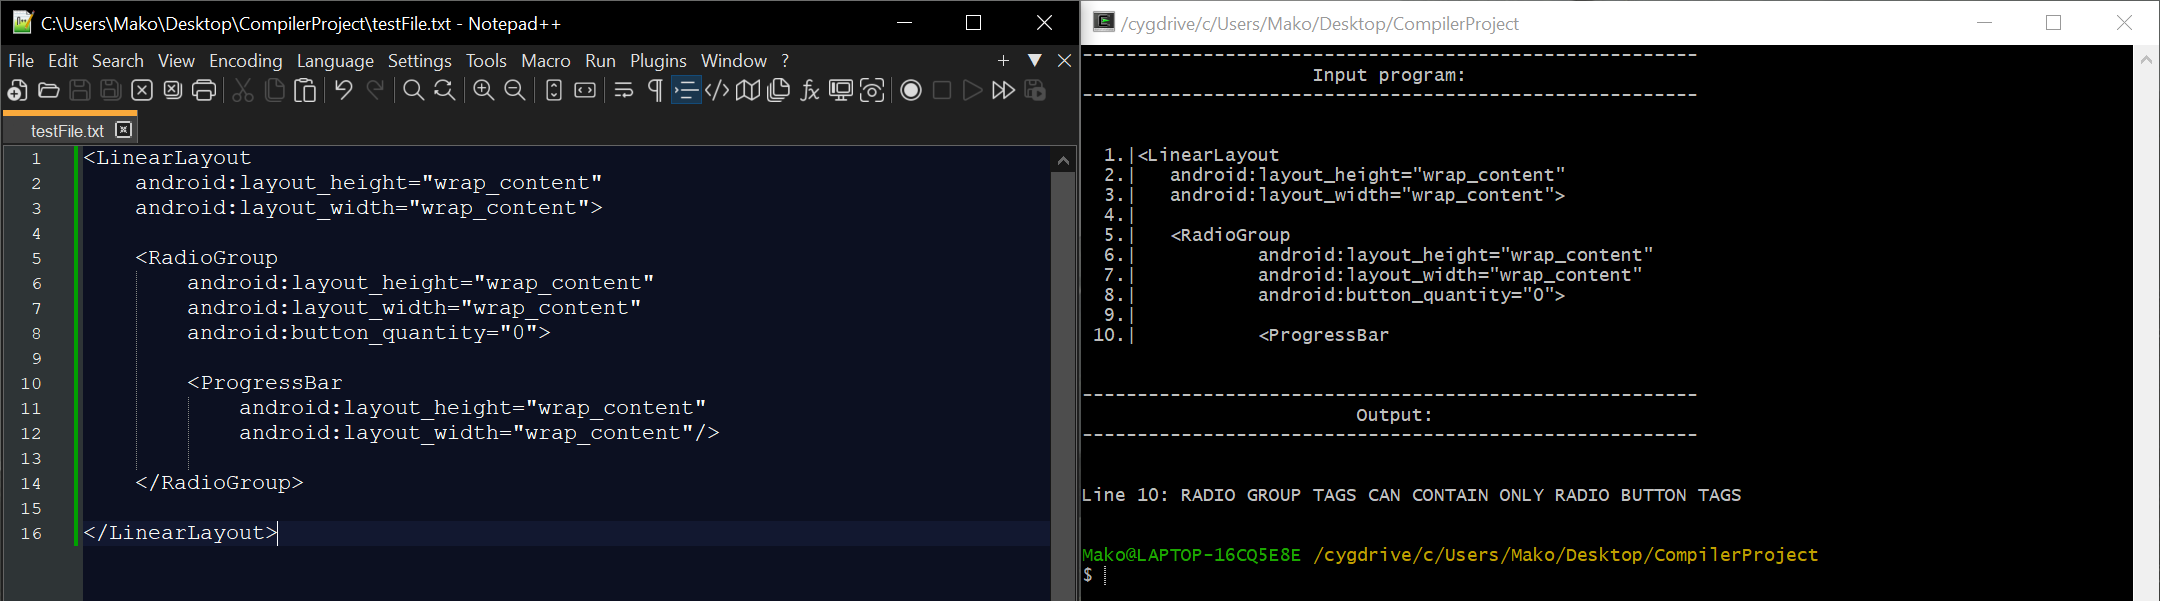 C:\Users\Mako\Desktop\CompilerProject\testFile.txt - Notepad++
File Edit Search View Encoding Language Settings Tools Macro Run Plugins Window ?
testFile.txt
1 <LinearLayout
2     android:layout_height="wrap_content"
3     android:layout_width="wrap_content">
4
5     <RadioGroup
6         android:layout_height="wrap_content"
7         android:layout_width="wrap_content"
8         android:button_quantity="0">
9
10         <ProgressBar
11             android:layout_height="wrap_content"
12             android:layout_width="wrap_content"/>
13
14     </RadioGroup>
15
16 </LinearLayout>
/cygdrive/c/Users/Mako/Desktop/CompilerProject
--------------------------------------------------------
Input program:
--------------------------------------------------------
1.|<LinearLayout
2.|   android:layout_height="wrap_content"
3.|   android:layout_width="wrap_content">
4.|
5.|   <RadioGroup
6.|           android:layout_height="wrap_content"
7.|           android:layout_width="wrap_content"
8.|           android:button_quantity="0">
9.|
10.|           <ProgressBar
--------------------------------------------------------
Output:
--------------------------------------------------------
Line 10: RADIO GROUP TAGS CAN CONTAIN ONLY RADIO BUTTON TAGS
Mako@LAPTOP-16CQ5E8E /cygdrive/c/Users/Mako/Desktop/CompilerProject
$